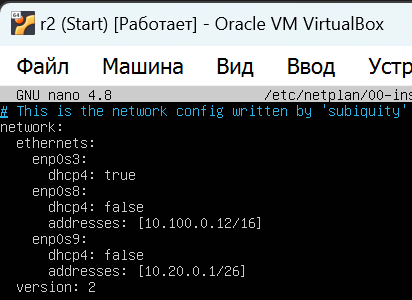 r2 (Start) [Работает] - Oracle VM VirtualBox
Файл Машина Вид Ввод Устр
GNU nano 4.8 /etc/netplan/00-ins
# This is the network config written by 'subiquity'
network:
  ethernets:
    enp0s3:
      dhcp4: true
    enp0s8:
      dhcp4: false
      addresses: [10.100.0.12/16]
    enp0s9:
      dhcp4: false
      addresses: [10.20.0.1/26]
  version: 2